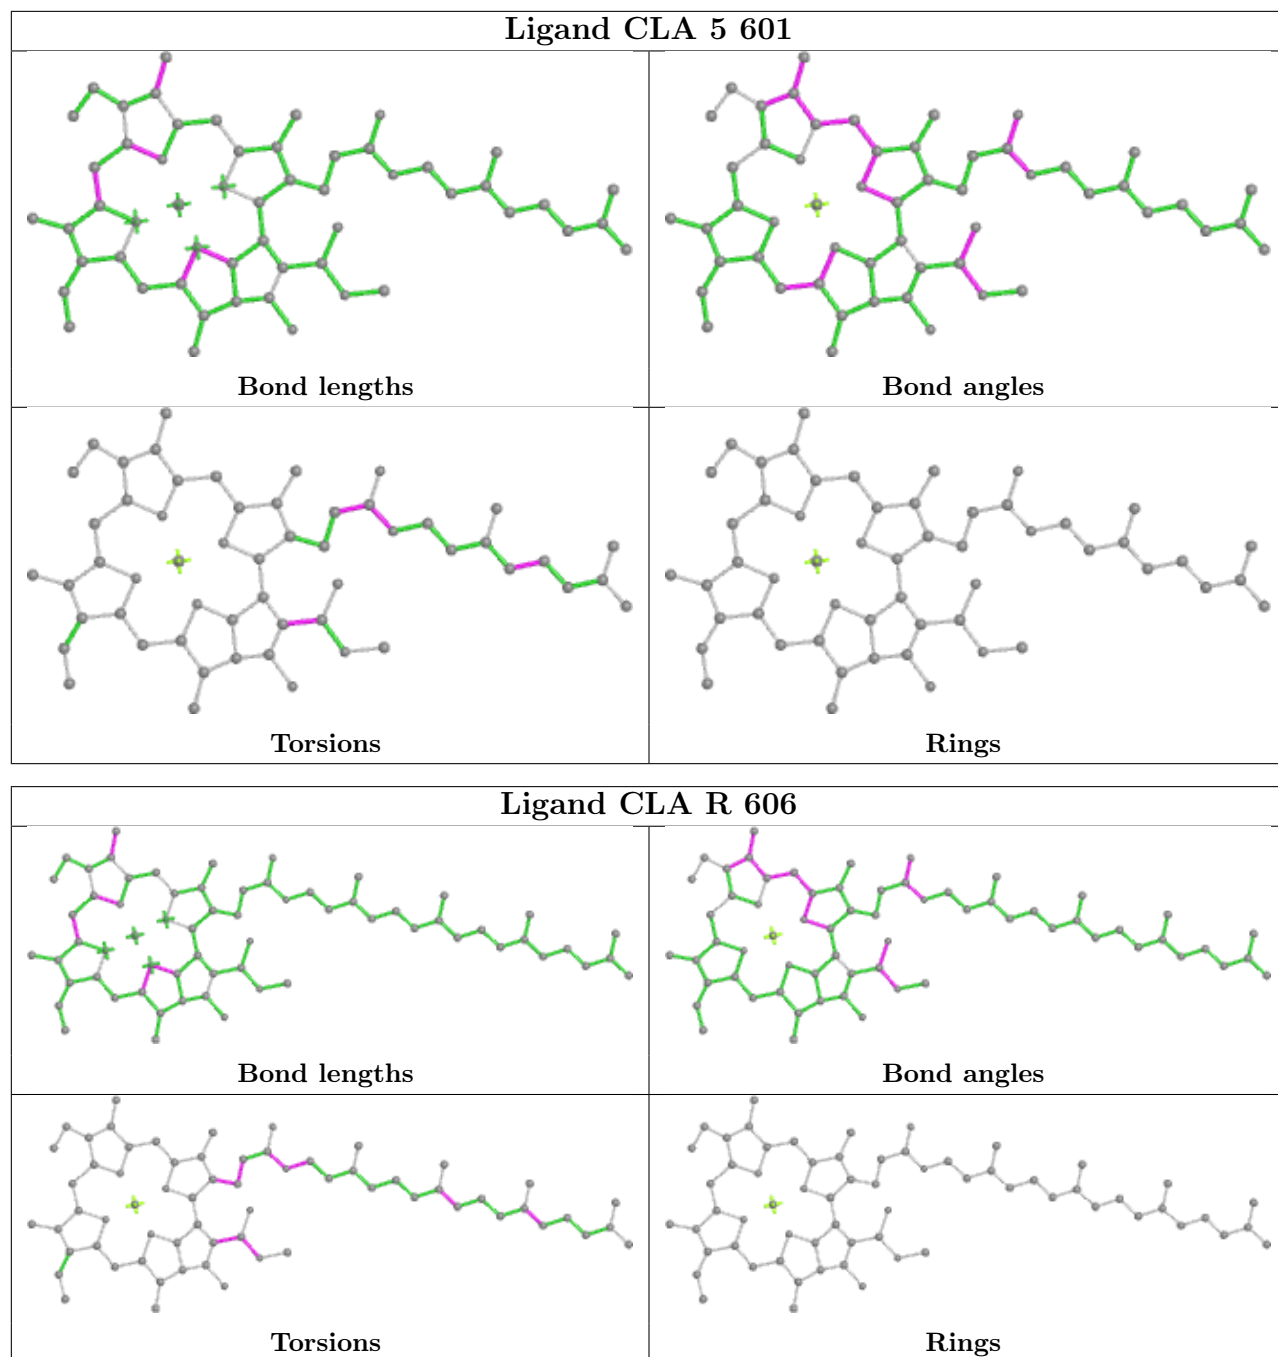 Ligand CLA 5 601
Bond lengths
Bond angles
Torsions
Rings
Ligand CLA R 606
Bond lengths
Bond angles
Torsions
Rings